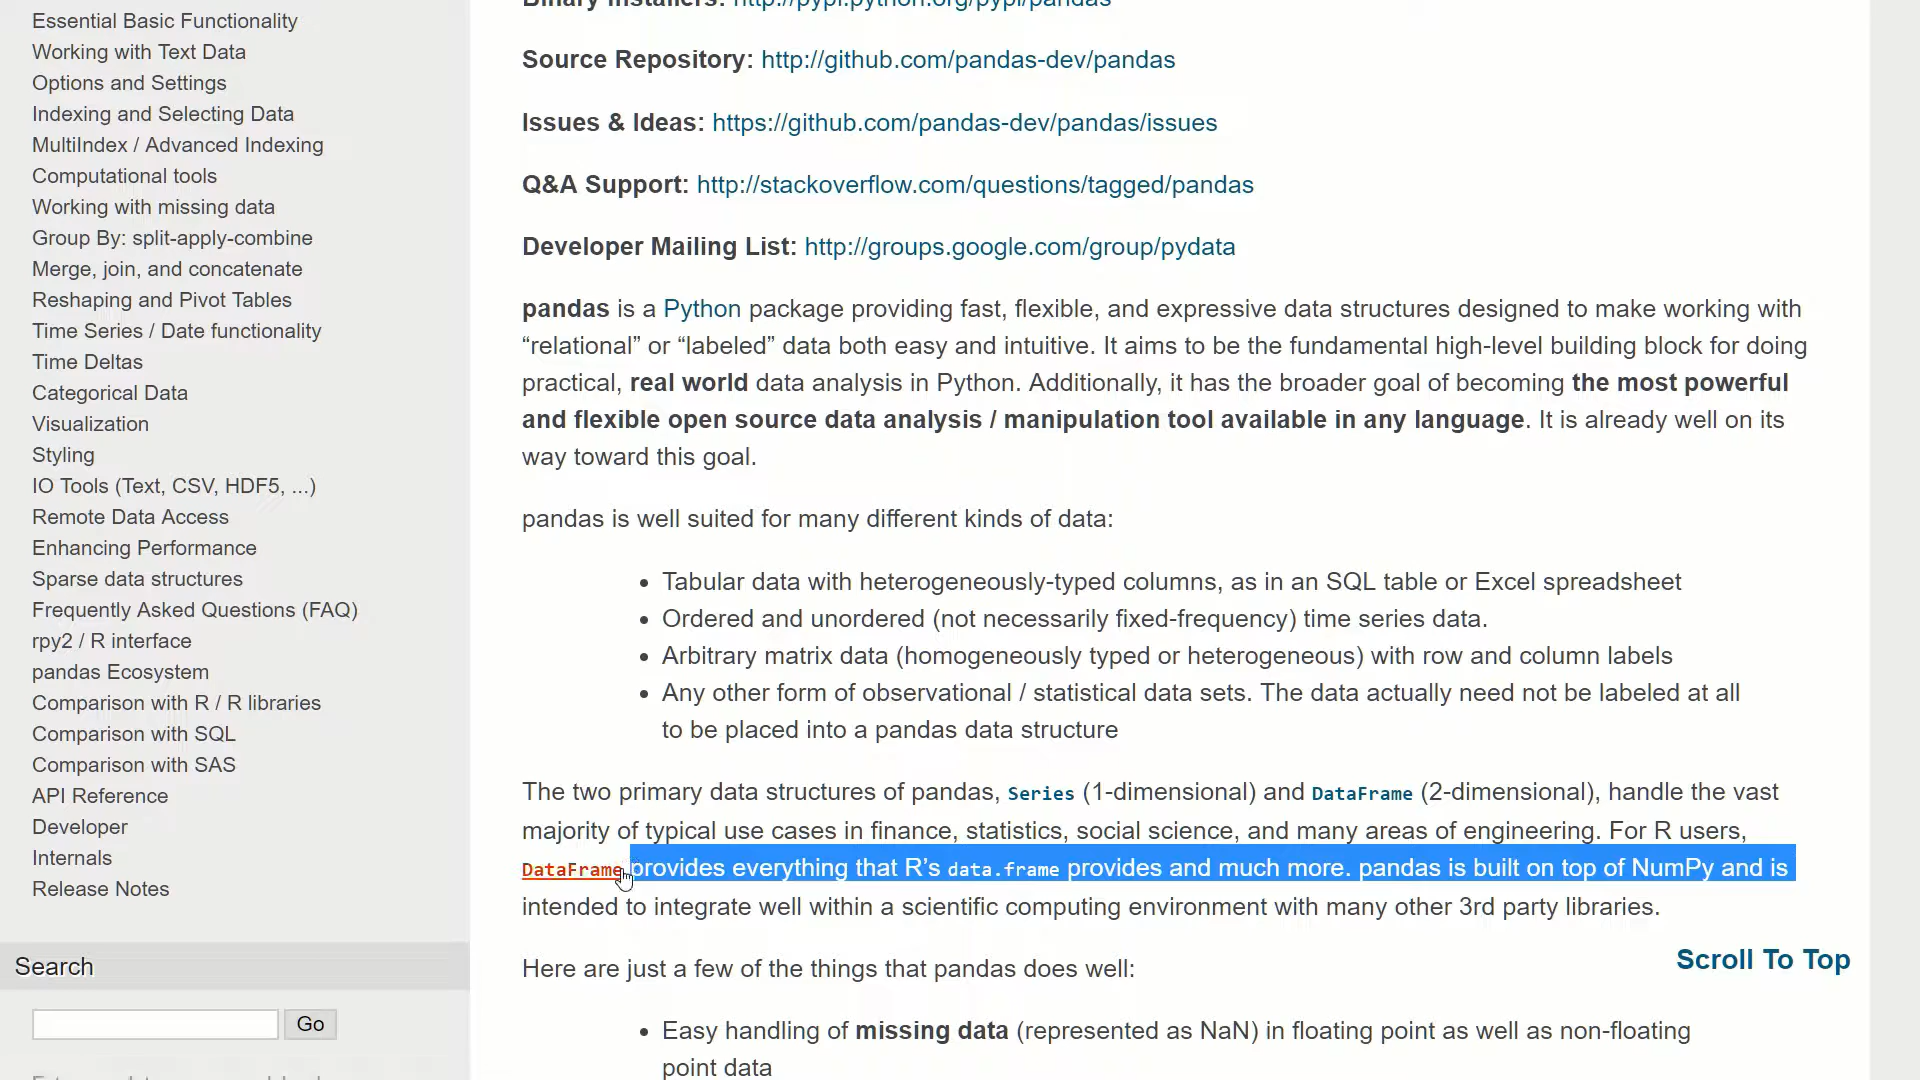 Essential Basic Functionality
Working with Text Data
Options and Settings
Indexing and Selecting Data
MultiIndex / Advanced Indexing
Computational tools
Working with missing data
Group By: split-apply-combine
Merge, join, and concatenate
Reshaping and Pivot Tables
Time Series / Date functionality
Time Deltas
Categorical Data
Visualization
Styling
IO Tools (Text, CSV, HDF5, ...)
Remote Data Access
Enhancing Performance
Sparse data structures
Frequently Asked Questions (FAQ)
rpy2 / R interface
pandas Ecosystem
Comparison with R / R libraries
Comparison with SQL
Comparison with SAS
API Reference
Developer
Internals
Release Notes
Search
Go
Binary Installers: http://pypi.python.org/pypi/pandas
Source Repository: http://github.com/pandas-dev/pandas
Issues & Ideas: https://github.com/pandas-dev/pandas/issues
Q&A Support: http://stackoverflow.com/questions/tagged/pandas
Developer Mailing List: http://groups.google.com/group/pydata
pandas is a Python package providing fast, flexible, and expressive data structures designed to make working with
“relational” or “labeled” data both easy and intuitive. It aims to be the fundamental high-level building block for doing
practical, real world data analysis in Python. Additionally, it has the broader goal of becoming the most powerful
and flexible open source data analysis / manipulation tool available in any language. It is already well on its
way toward this goal.
pandas is well suited for many different kinds of data:
• Tabular data with heterogeneously-typed columns, as in an SQL table or Excel spreadsheet
• Ordered and unordered (not necessarily fixed-frequency) time series data.
• Arbitrary matrix data (homogeneously typed or heterogeneous) with row and column labels
• Any other form of observational / statistical data sets. The data actually need not be labeled at all
to be placed into a pandas data structure
The two primary data structures of pandas, Series (1-dimensional) and DataFrame (2-dimensional), handle the vast
majority of typical use cases in finance, statistics, social science, and many areas of engineering. For R users,
DataFrame provides everything that R’s data.frame provides and much more. pandas is built on top of NumPy and is
intended to integrate well within a scientific computing environment with many other 3rd party libraries.
Scroll To Top
Here are just a few of the things that pandas does well:
• Easy handling of missing data (represented as NaN) in floating point as well as non-floating
point data